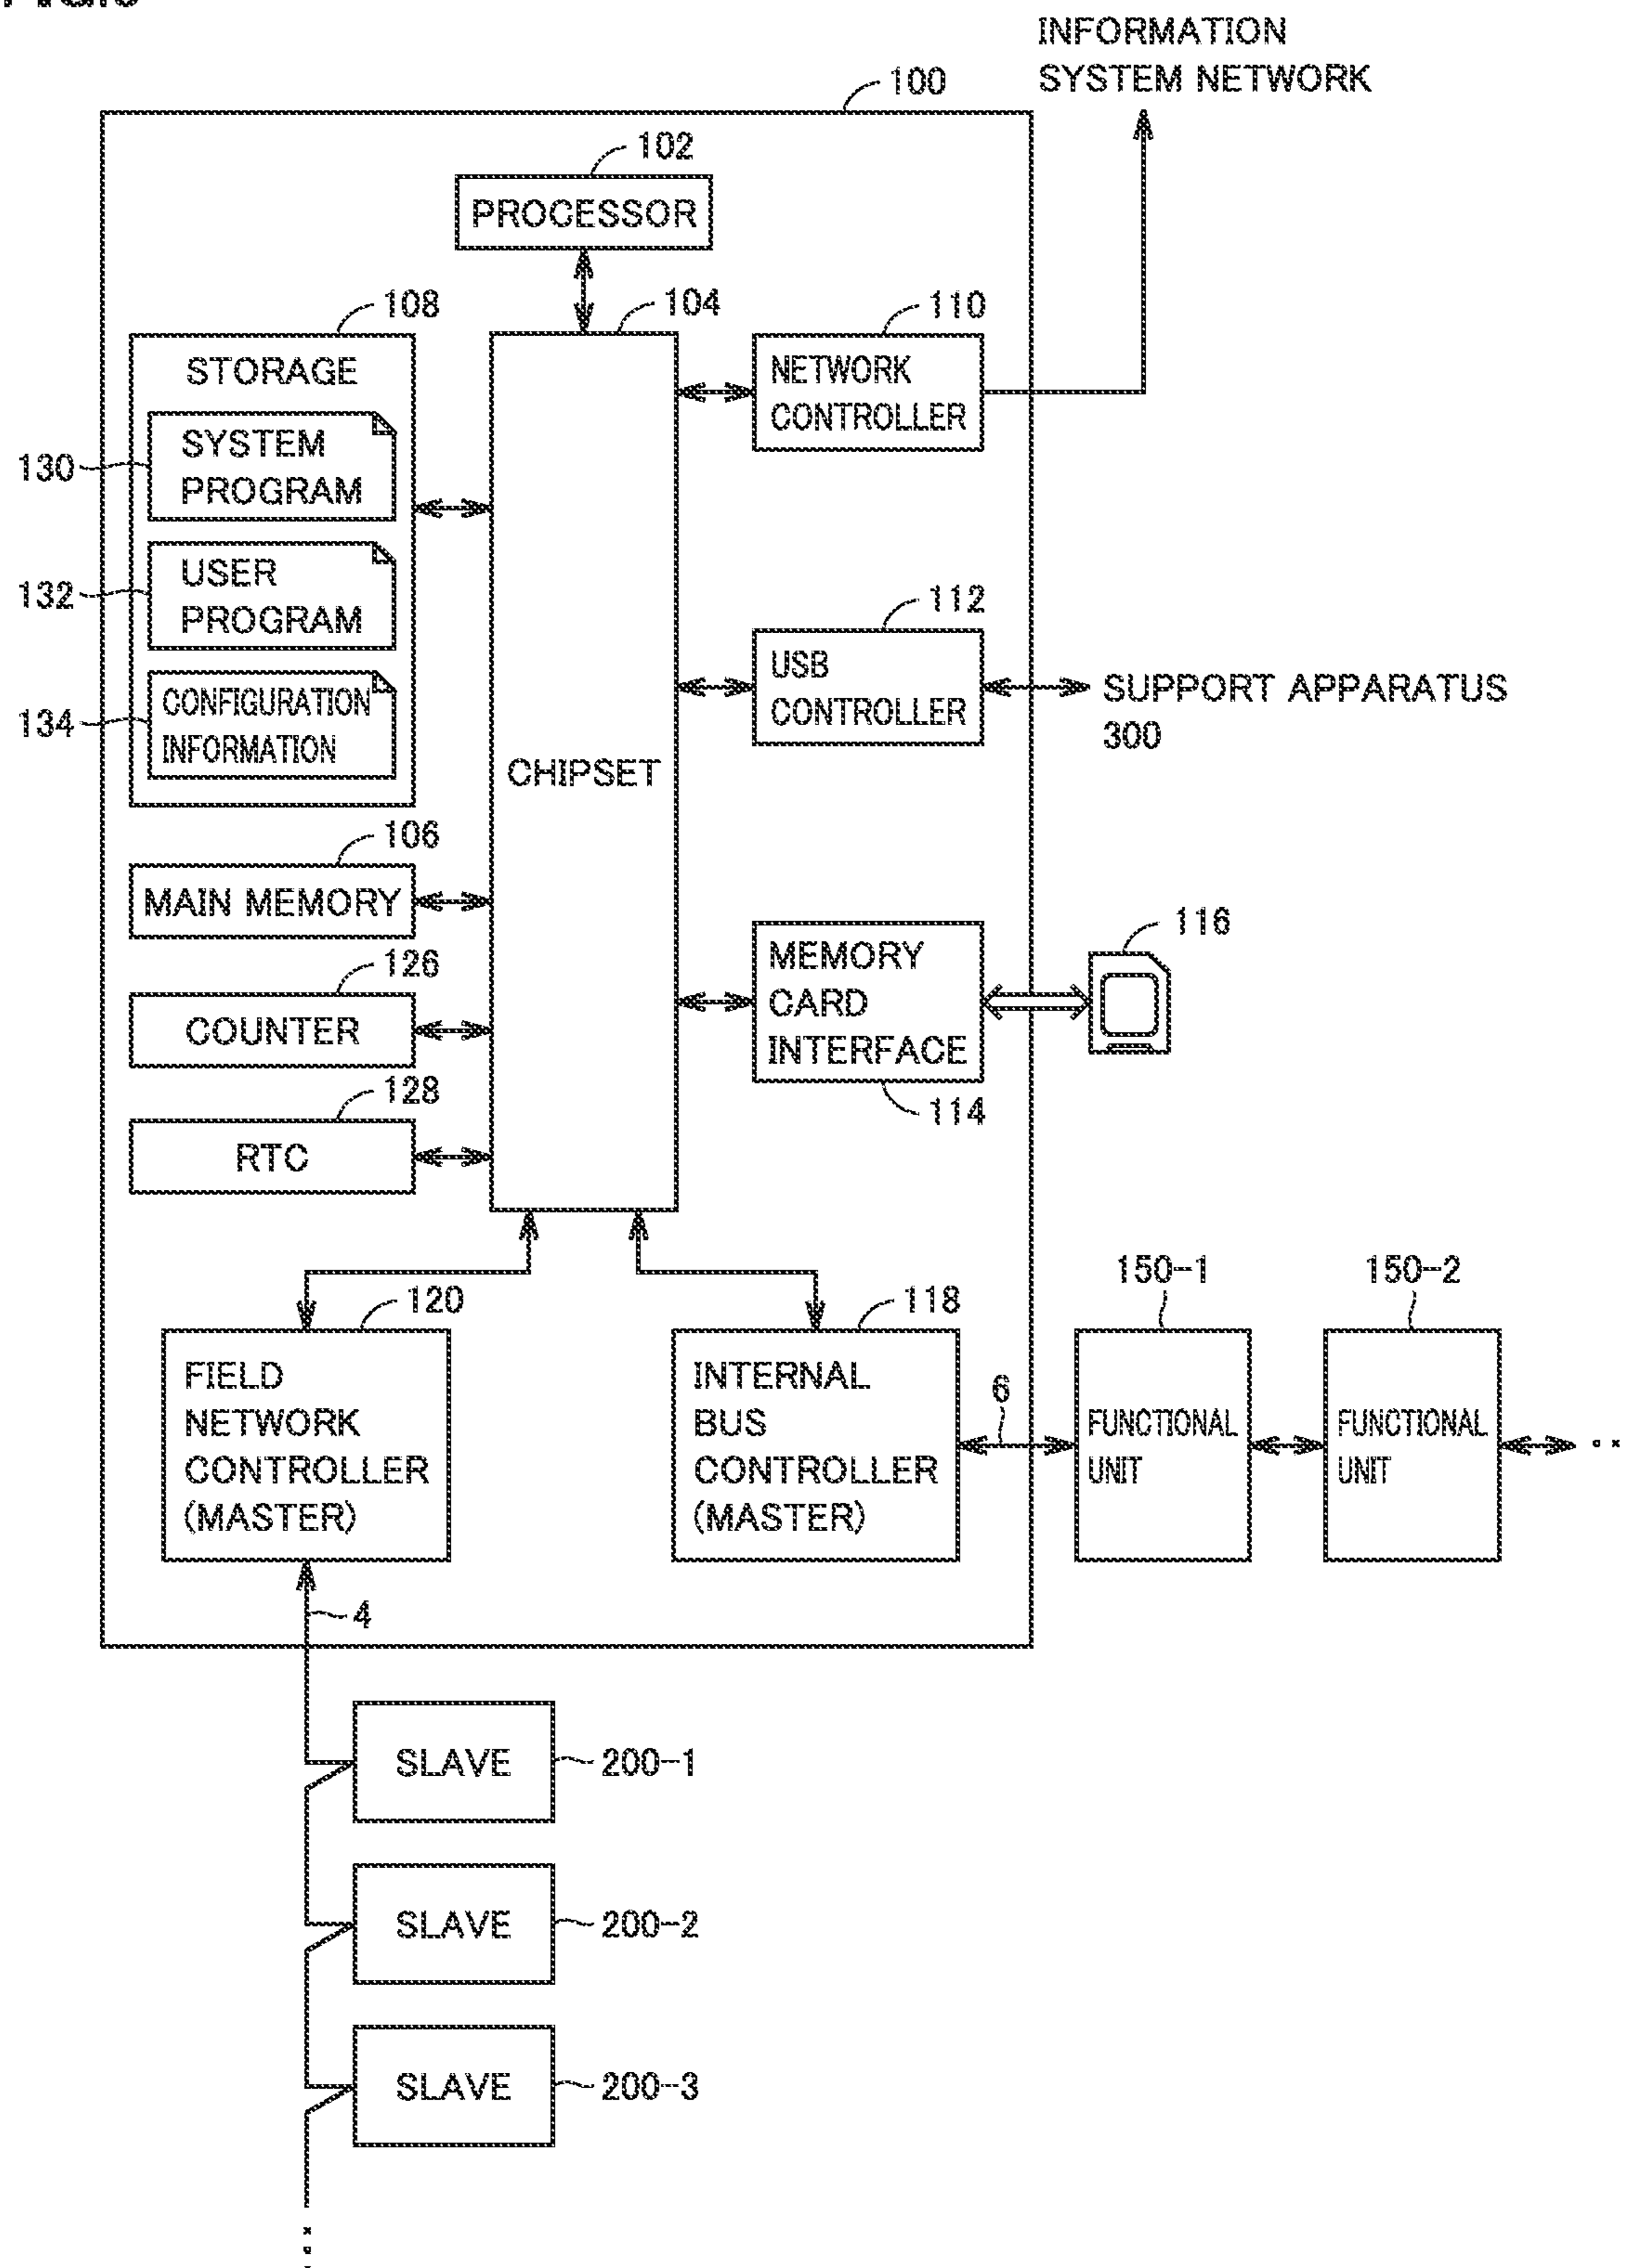 INFORMATION
SYSTEM NETWORK
100
102
PROCESSOR
108
104
110
STORAGE
NETWORK
CONTROLLER
130
SYSTEM
PROGRAM
132
USER
PROGRAM
112
USB
CONTROLLER
SUPPORT APPARATUS
300
134
CONFIGURATION
INFORMATION
CHIPSET
106
MAIN MEMORY
116
MEMORY
CARD
INTERFACE
114
126
COUNTER
128
RTC
120
118
150-1
150-2
FIELD
NETWORK
CONTROLLER
(MASTER)
INTERNAL
BUS
CONTROLLER
(MASTER)
6
FUNCTIONAL
UNIT
FUNCTIONAL
UNIT
4
SLAVE
200-1
SLAVE
200-2
SLAVE
200-3